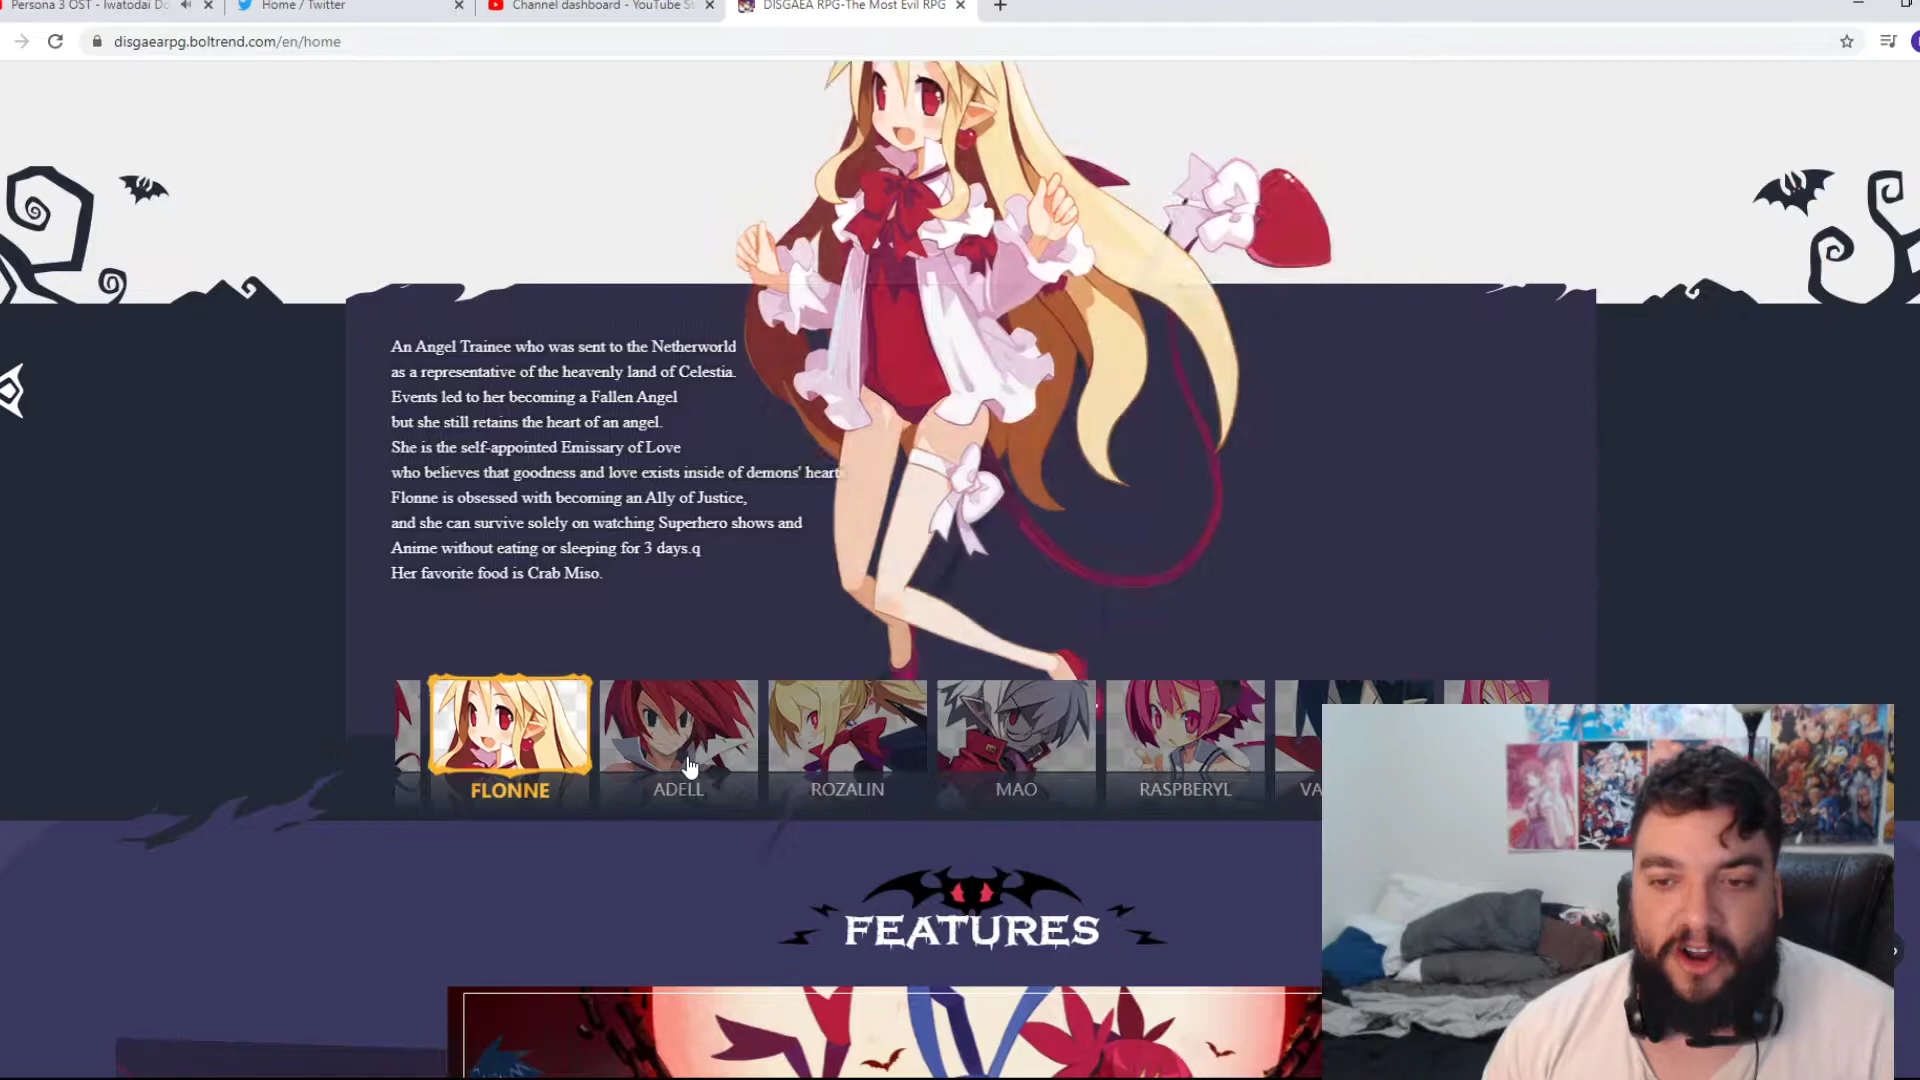 Persona 3 OST - Iwatodai Do
Home / Twitter
Channel dashboard - YouTube St
DISGAEA RPG-The Most Evil RPG
disgaearpg.boltrend.com/en/home
An Angel Trainee who was sent to the Netherworld
as a representative of the heavenly land of Celestia.
Events led to her becoming a Fallen Angel
but she still retains the heart of an angel.
She is the self-appointed Emissary of Love
who believes that goodness and love exists inside of demons' heart
Flonne is obsessed with becoming an Ally of Justice,
and she can survive solely on watching Superhero shows and
Anime without eating or sleeping for 3 days.q
Her favorite food is Crab Miso.
FLONNE
ADELL
ROZALIN
MAO
RASPBERYL
VA
FEATURES